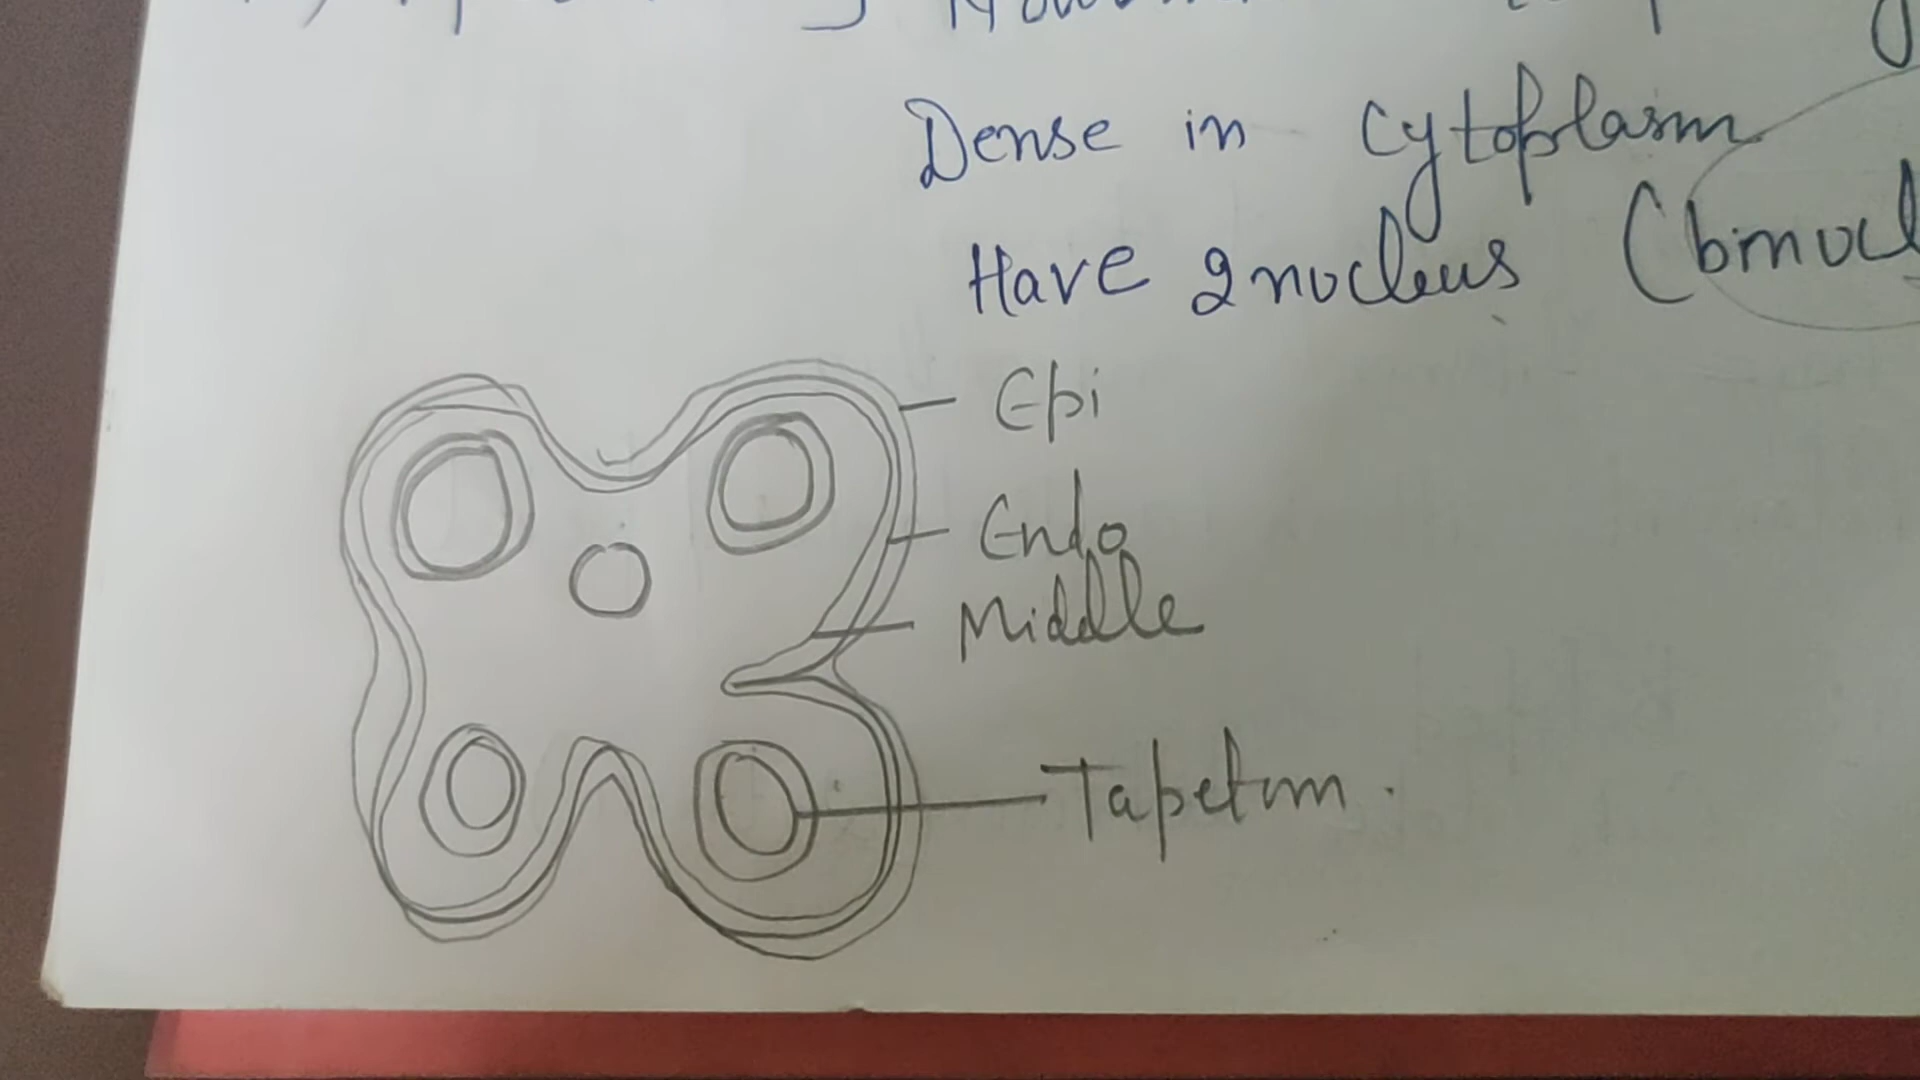 Dense in Cytoplasm
Have 2 nucleus
Epi
Endo
Middle
Tapetum.